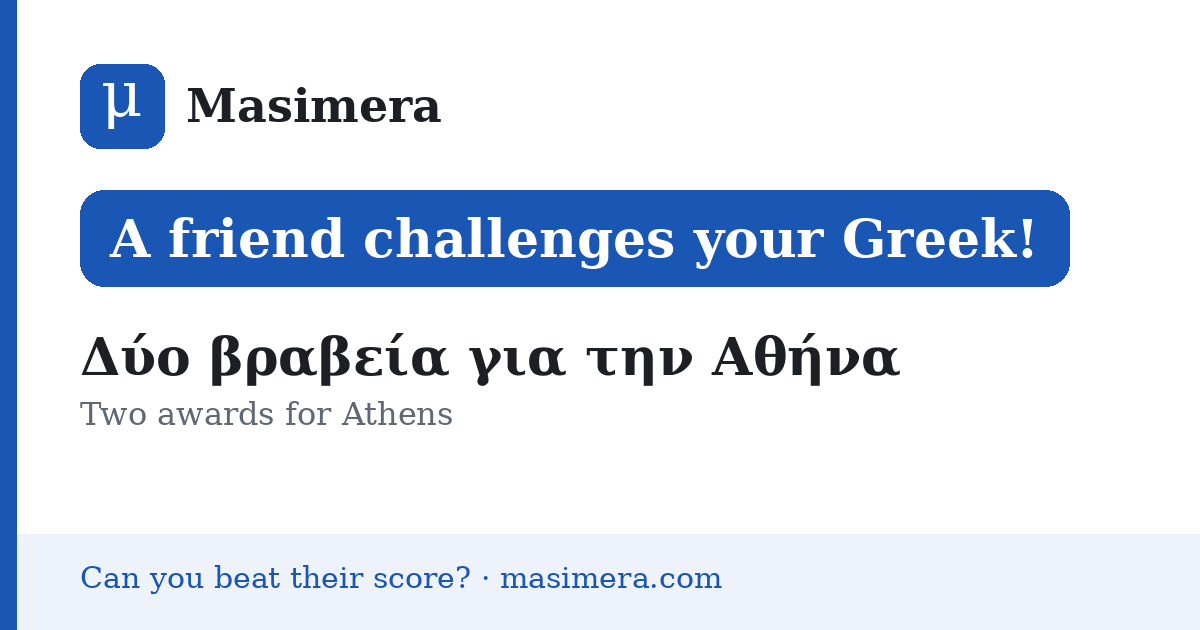 μ Masimera
A friend challenges your Greek!
Δύο βραβεία για την Αθήνα
Two awards for Athens
Can you beat their score? · masimera.com